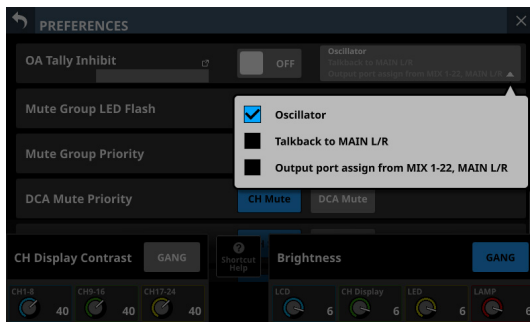 PREFERENCES
OA Tally Inhibit
OFF
Oscillator
Talkback to MAIN L/R
Output port assign from MIX 1-22, MAIN L/R
Mute Group LED Flash
Oscillator
Talkback to MAIN L/R
Output port assign from MIX 1-22, MAIN L/R
Mute Group Priority
DCA Mute Priority
CH Mute
DCA Mute
CH Display Contrast
GANG
Shortcut
Help
Brightness
GANG
CH1-8
40
CH9-16
40
CH17-24
40
LCD
6
CH Display
6
LED
6
LAMP